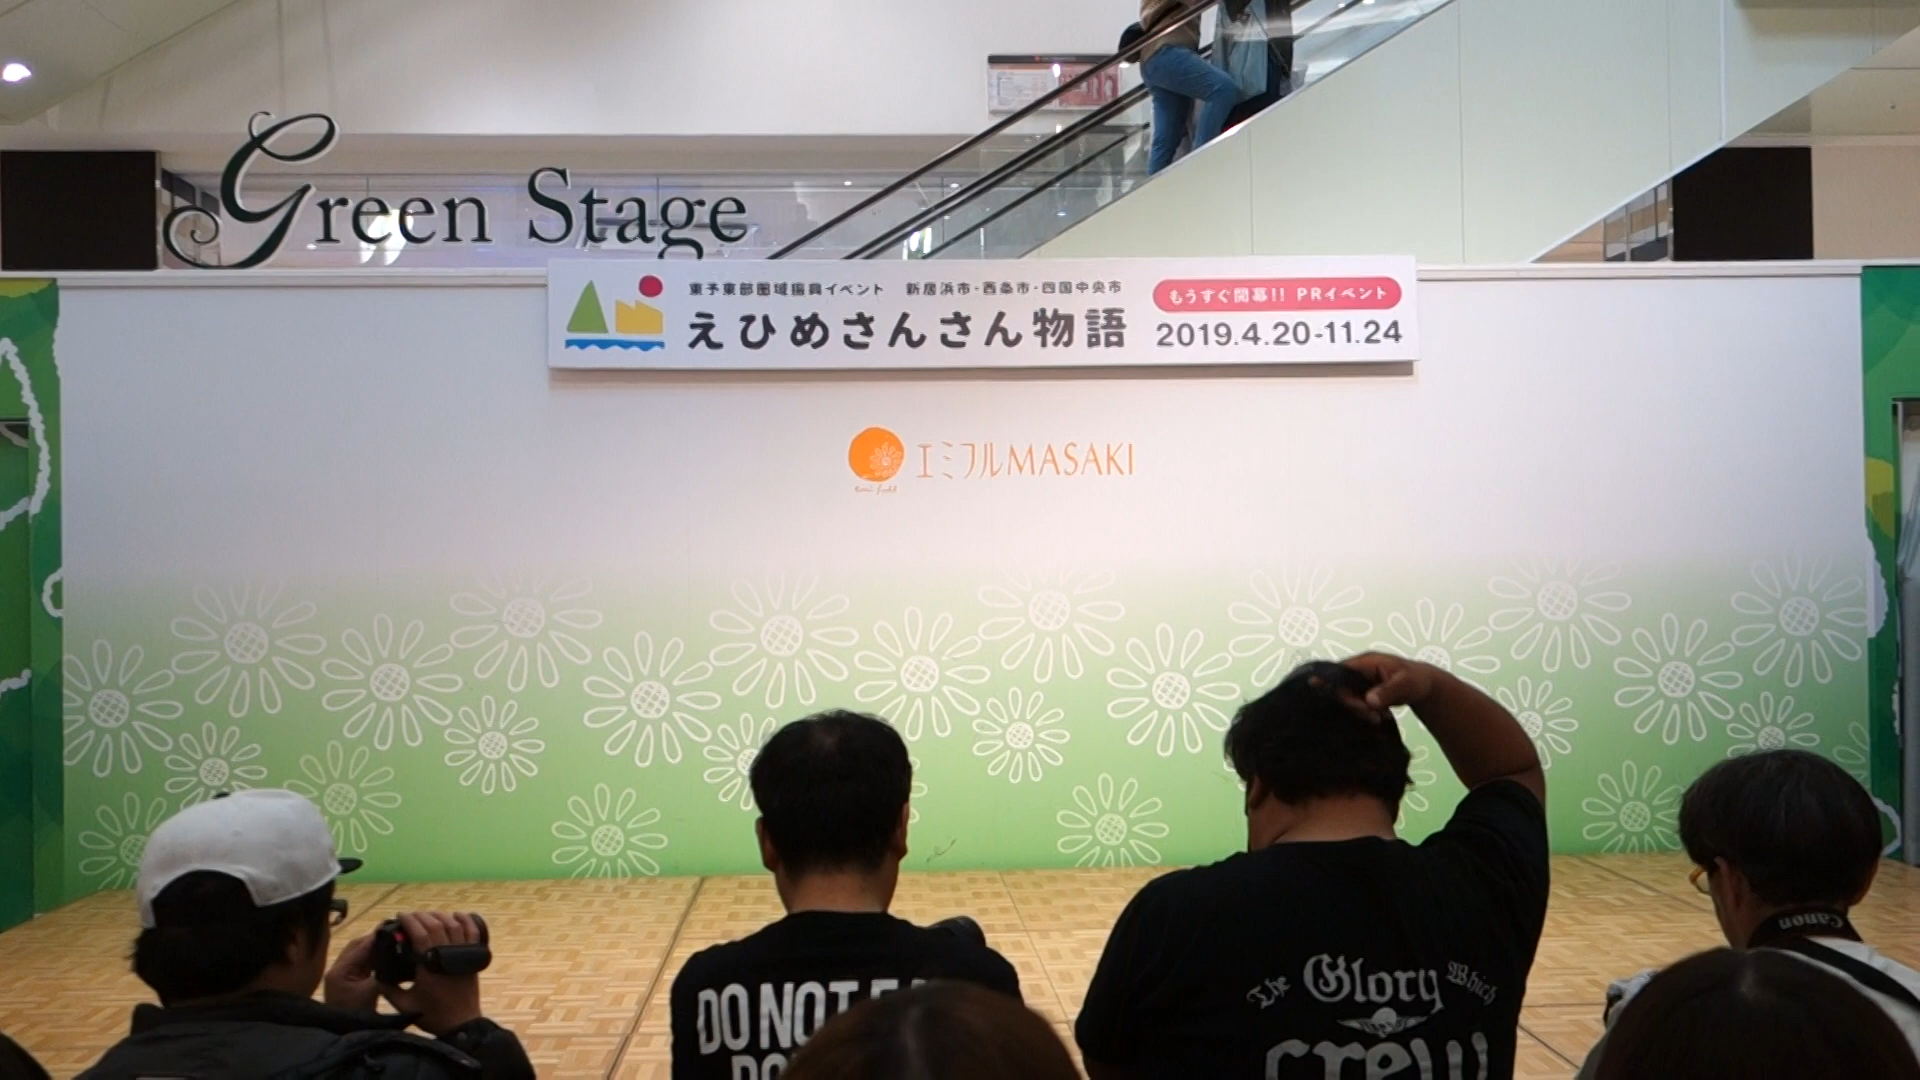 Green Stage
東予東部圏域振興イベント 新居浜市・西条市・四国中央市
えひめさんさん物語
もうすぐ開幕!! PRイベント
2019.4.20-11.24
エミフルMASAKI
emifull
Canon
DO NOT
The Glory Which
crew